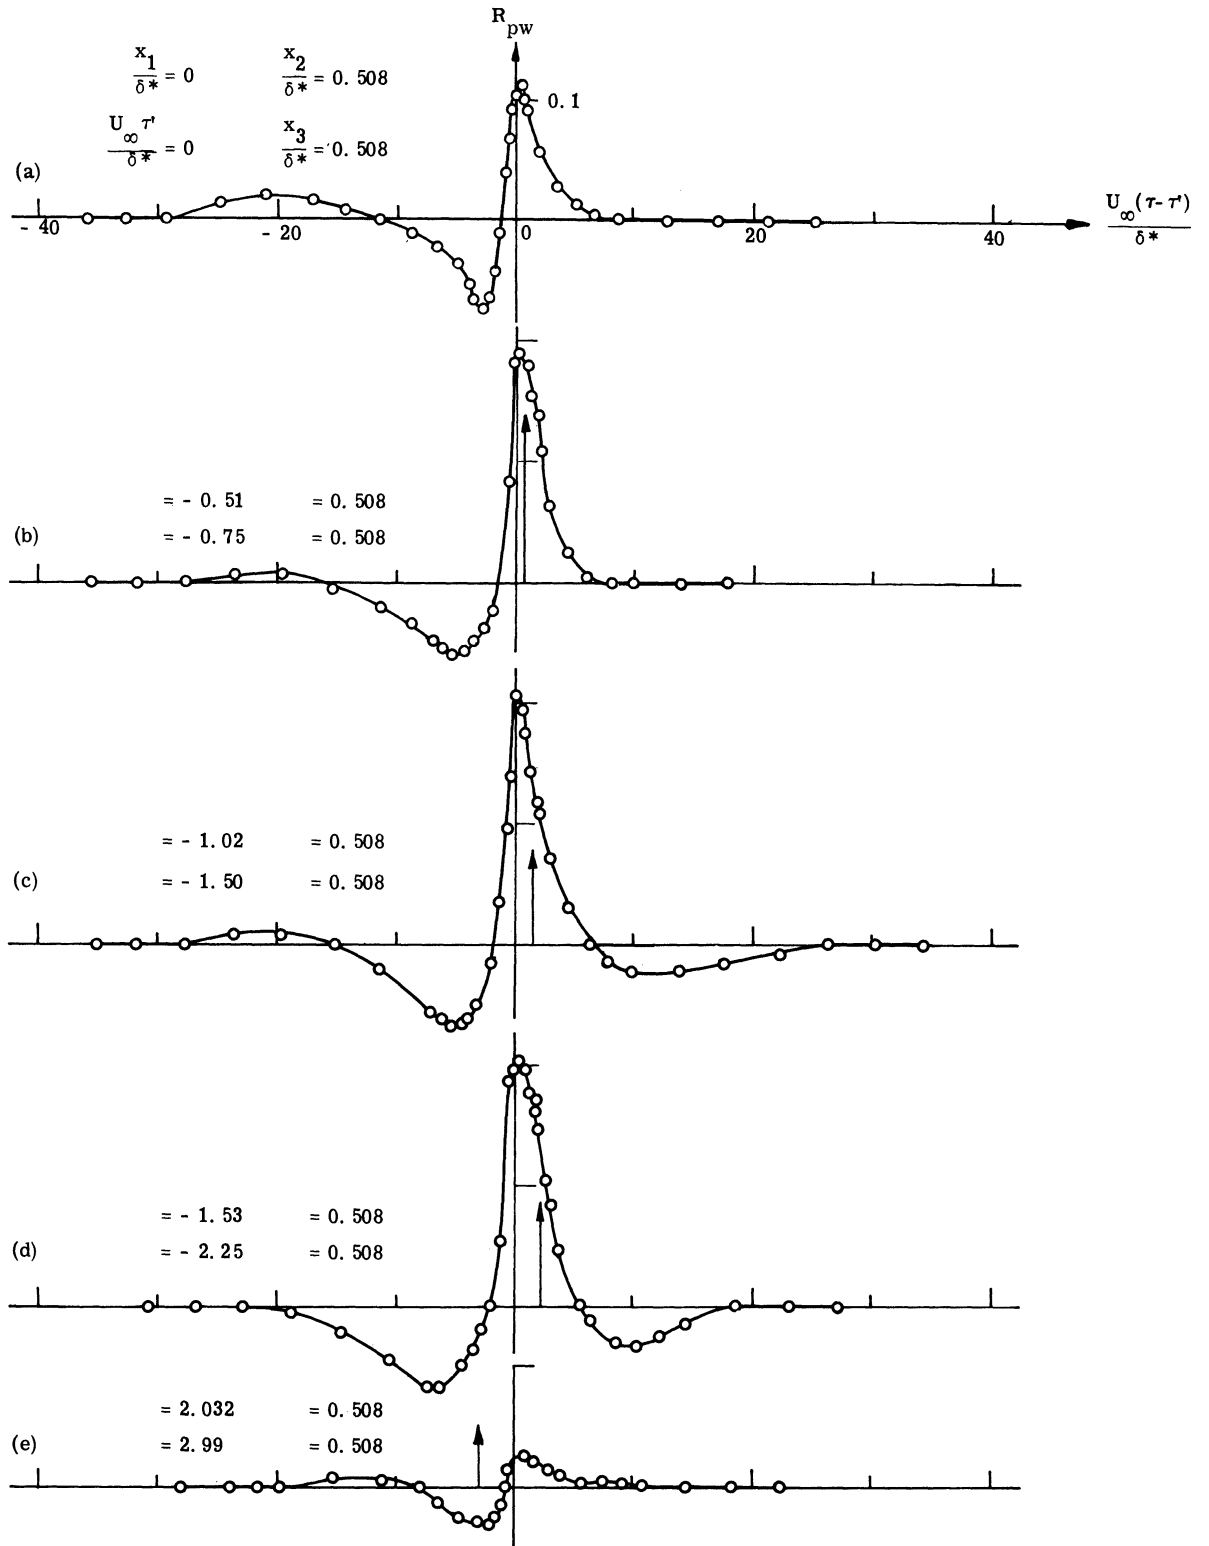 R_pw
x_1/δ* = 0    x_2/δ* = 0.508
U_∞ τ'/δ* = 0    x_3/δ* = 0.508
0.1
(a)
U_∞(τ-τ')/δ*
-40    -20    0    20    40
= - 0.51    = 0.508
(b)
= - 0.75    = 0.508
= - 1.02    = 0.508
(c)
= - 1.50    = 0.508
= - 1.53    = 0.508
(d)
= - 2.25    = 0.508
= 2.032    = 0.508
(e)
= 2.99    = 0.508